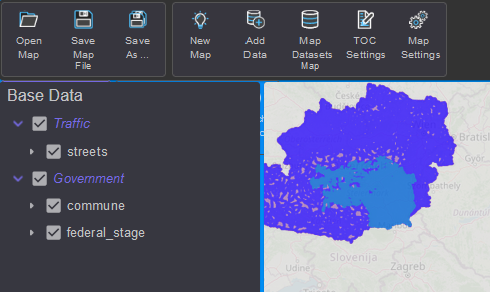 Open Map
Save Map
Save As ...
File
New Map
Add Data
Map Datasets
TOC Settings
Map Settings
Map
Base Data
Traffic
streets
Government
commune
federal_stage
České
Bratis
Győr
Udine
Slovenija
Zagreb